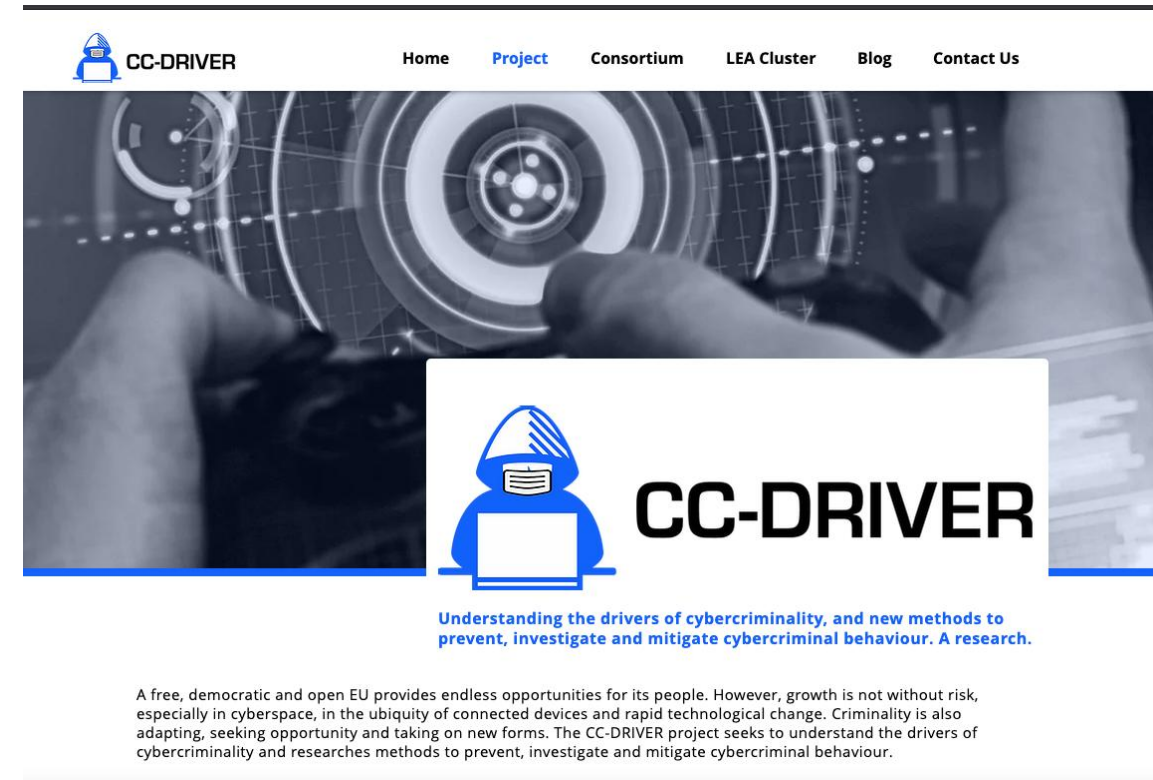 CC-DRIVER
Home Project Consortium LEA Cluster Blog Contact Us
CC-DRIVER
Understanding the drivers of cybercriminality, and new methods to
prevent, investigate and mitigate cybercriminal behaviour. A research.
A free, democratic and open EU provides endless opportunities for its people. However, growth is not without risk,
especially in cyberspace, in the ubiquity of connected devices and rapid technological change. Criminality is also
adapting, seeking opportunity and taking on new forms. The CC-DRIVER project seeks to understand the drivers of
cybercriminality and researches methods to prevent, investigate and mitigate cybercriminal behaviour.